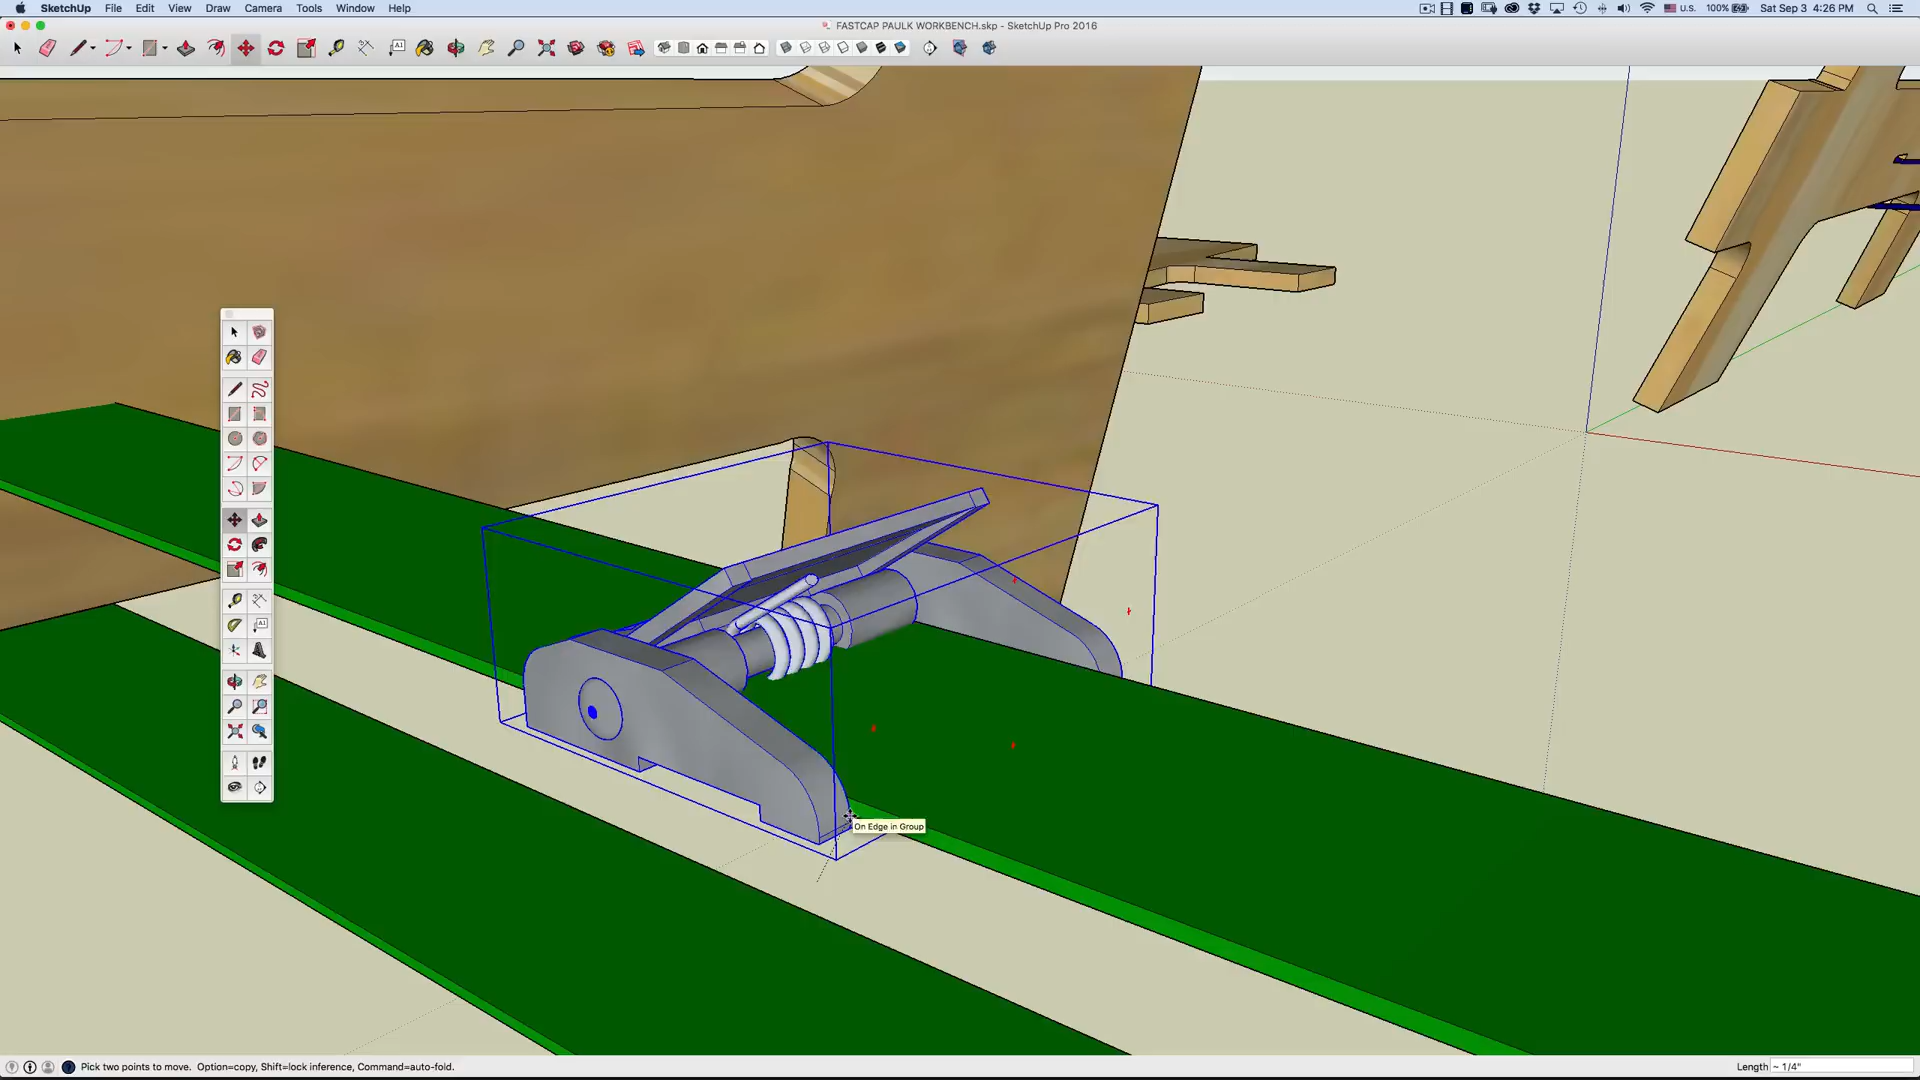 SketchUp File Edit View Draw Camera Tools Window Help
U.S. 100% Sat Sep 3 4:26 PM
FASTCAP PAULK WORKBENCH.skp - SketchUp Pro 2016
A1
A1
On Edge in Group
Pick two points to move. Option=copy, Shift=lock inference, Command=auto-fold.
Length ~ 1/4"